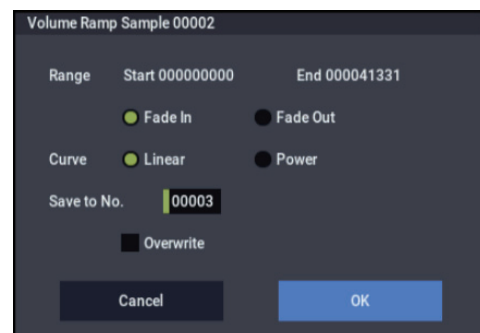 Volume Ramp Sample 00002
Range Start 000000000 End 000041331
Fade In Fade Out
Curve Linear Power
Save to No. 00003
Overwrite
Cancel OK